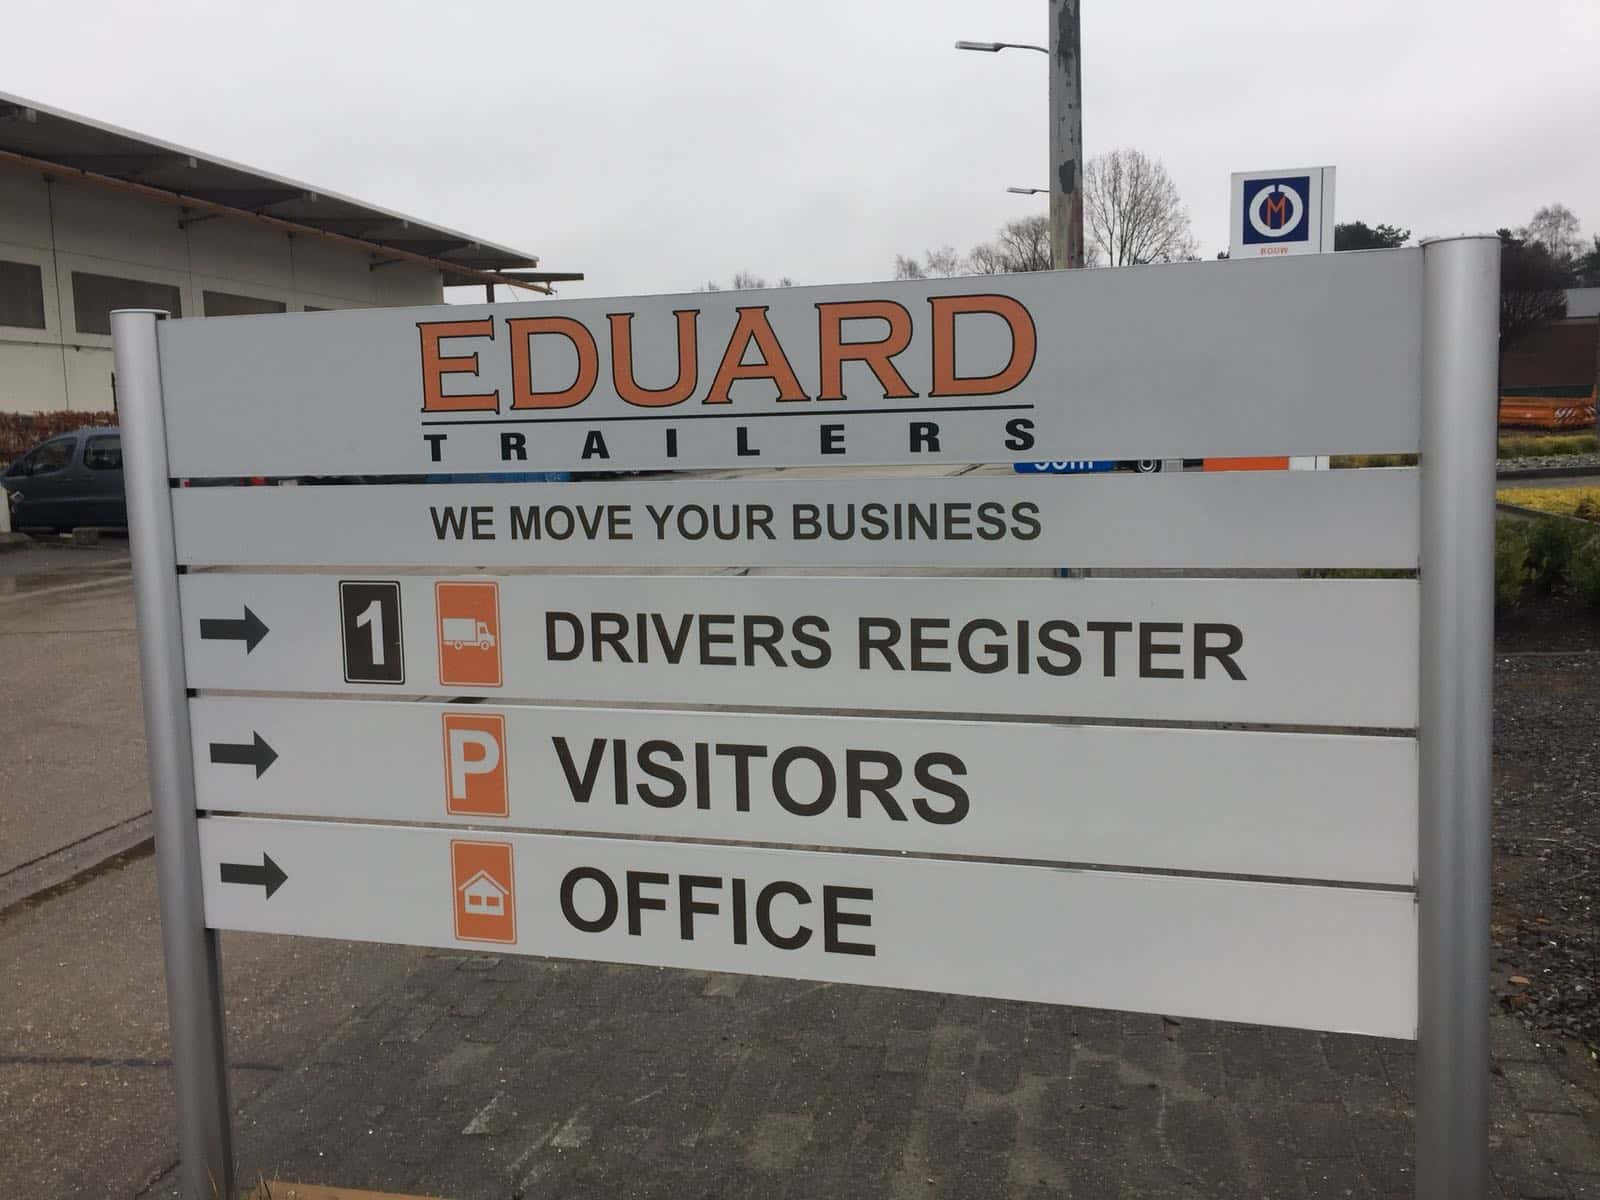 M
BOUW
EDUARD
TRAILERS
WE MOVE YOUR BUSINESS
1 DRIVERS REGISTER
P VISITORS
OFFICE